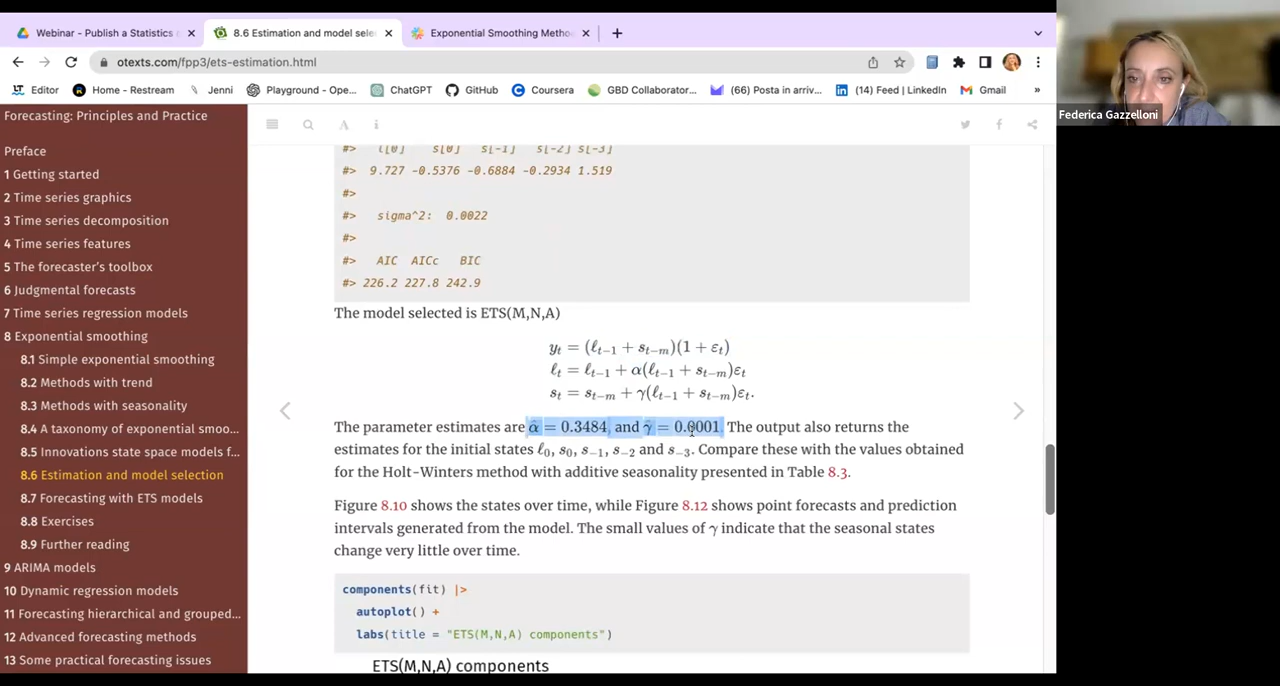 Webinar - Publish a Statistics
8.6 Estimation and model sele
Exponential Smoothing Metho
otexts.com/fpp3/ets-estimation.html
Editor
Home - Restream
Jenni
Playground - Ope...
ChatGPT
GitHub
Coursera
GBD Collaborator...
(66) Posta in arriv...
(14) Feed | LinkedIn
Gmail
»
Federica Gazzelloni
Forecasting: Principles and Practice
Preface
1 Getting started
2 Time series graphics
3 Time series decomposition
4 Time series features
5 The forecaster's toolbox
6 Judgmental forecasts
7 Time series regression models
8 Exponential smoothing
8.1 Simple exponential smoothing
8.2 Methods with trend
8.3 Methods with seasonality
8.4 A taxonomy of exponential smoo...
8.5 Innovations state space models f...
8.6 Estimation and model selection
8.7 Forecasting with ETS models
8.8 Exercises
8.9 Further reading
9 ARIMA models
10 Dynamic regression models
11 Forecasting hierarchical and grouped...
12 Advanced forecasting methods
13 Some practical forecasting issues
#> l[0] s[0] s[-1] s[-2] s[-3]
#> 9.727 -0.5376 -0.6884 -0.2934 1.519
#>
#> sigma^2: 0.0022
#>
#> AIC AICc BIC
#> 226.2 227.8 242.9
The model selected is ETS(M,N,A)
yₜ = (ℓₜ₋₁ + sₜ₋ₘ)(1 + εₜ)
ℓₜ = ℓₜ₋₁ + α(ℓₜ₋₁ + sₜ₋ₘ)εₜ
sₜ = sₜ₋ₘ + γ(ℓₜ₋₁ + sₜ₋ₘ)εₜ.
The parameter estimates are α̂ = 0.3484, and γ̂ = 0.0001. The output also returns the
estimates for the initial states ℓ₀, s₀, s₋₁, s₋₂ and s₋₃. Compare these with the values obtained
for the Holt-Winters method with additive seasonality presented in Table 8.3.
Figure 8.10 shows the states over time, while Figure 8.12 shows point forecasts and prediction
intervals generated from the model. The small values of γ indicate that the seasonal states
change very little over time.
components(fit) |>
autoplot() +
labs(title = "ETS(M,N,A) components")
ETS(M,N,A) components